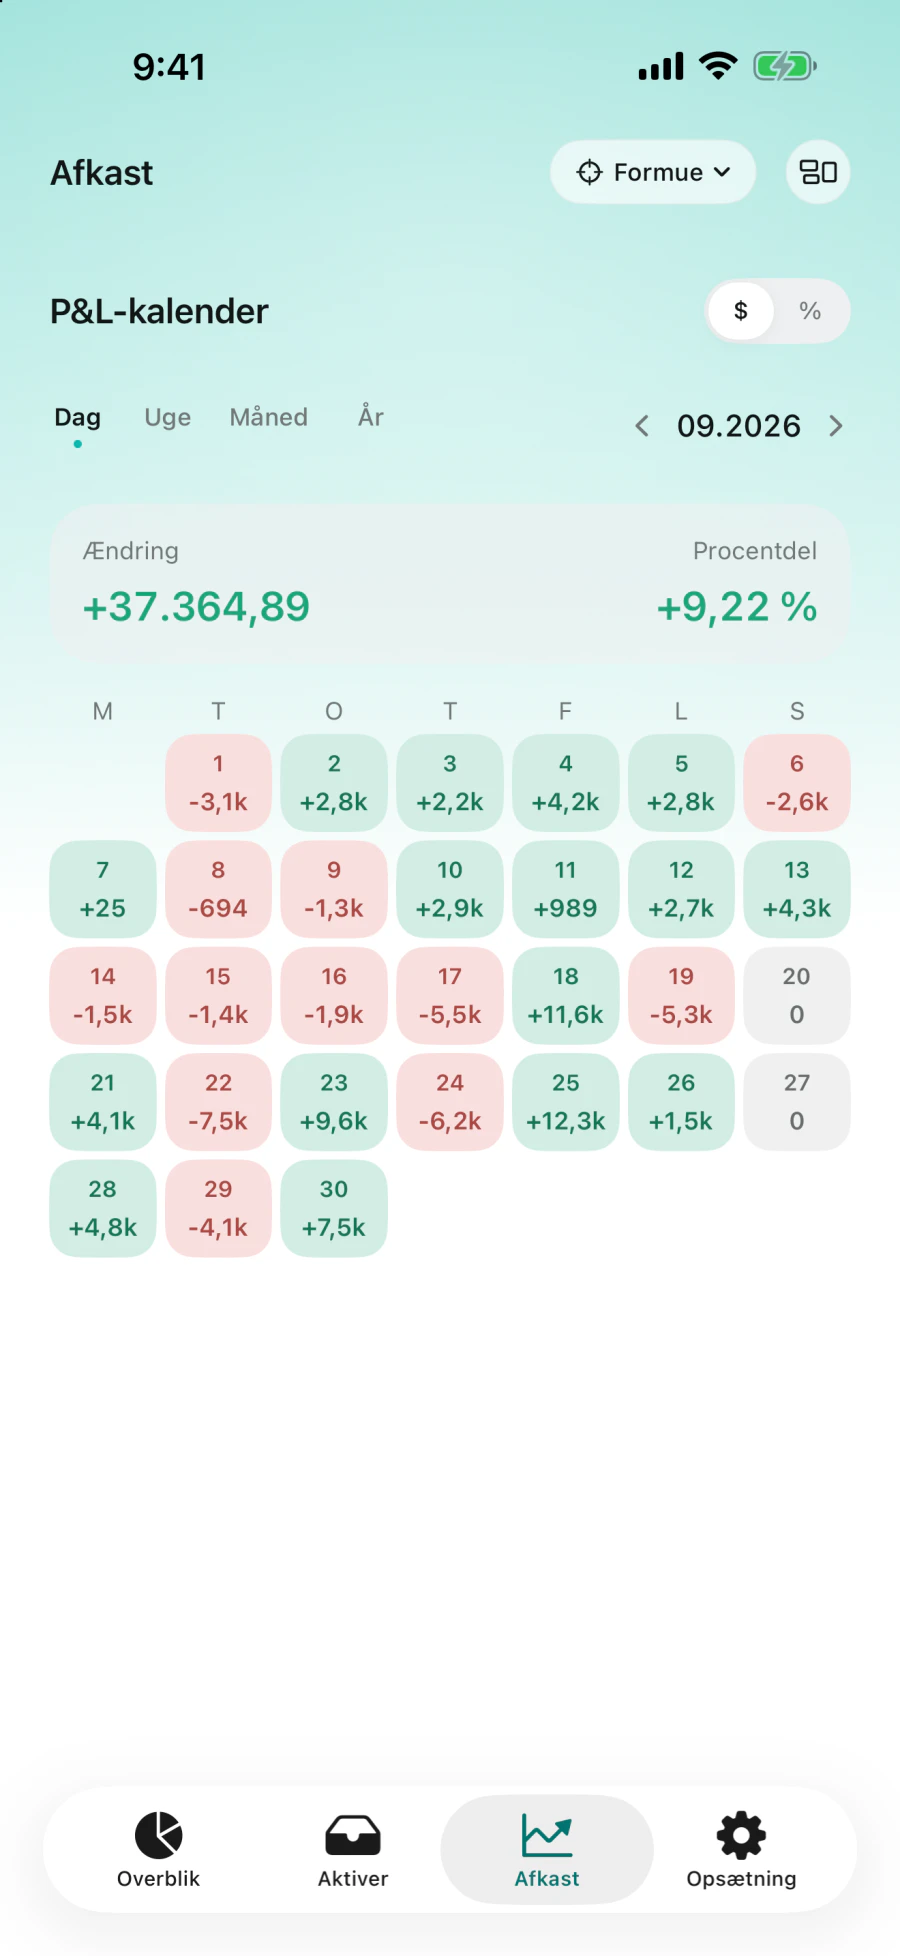 9:41
Afkast
Formue
P&L-kalender
$ %
Dag Uge Måned År
09.2026
Ændring Procentdel
+37.364,89 +9,22 %
M T O T F L S
1 2 3 4 5 6
-3,1k +2,8k +2,2k +4,2k +2,8k -2,6k
7 8 9 10 11 12 13
+25 -694 -1,3k +2,9k +989 +2,7k +4,3k
14 15 16 17 18 19 20
-1,5k -1,4k -1,9k -5,5k +11,6k -5,3k 0
21 22 23 24 25 26 27
+4,1k -7,5k +9,6k -6,2k +12,3k +1,5k 0
28 29 30
+4,8k -4,1k +7,5k
Overblik Aktiver Afkast Opsætning